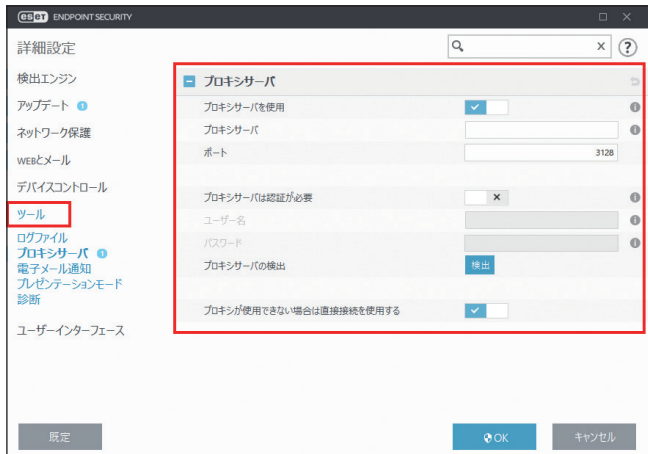 eset ENDPOINT SECURITY
詳細設定
検出エンジン
アップデート 1
ネットワーク保護
WEBとメール
デバイスコントロール
ツール
ログファイル
プロキシサーバ 1
電子メール通知
プレゼンテーションモード
診断
ユーザーインターフェース
プロキシサーバ
プロキシサーバを使用
プロキシサーバ
ポート 3128
プロキシサーバは認証が必要
ユーザー名
パスワード
プロキシサーバの検出 検出
プロキシが使用できない場合は直接接続を使用する
既定 OK キャンセル